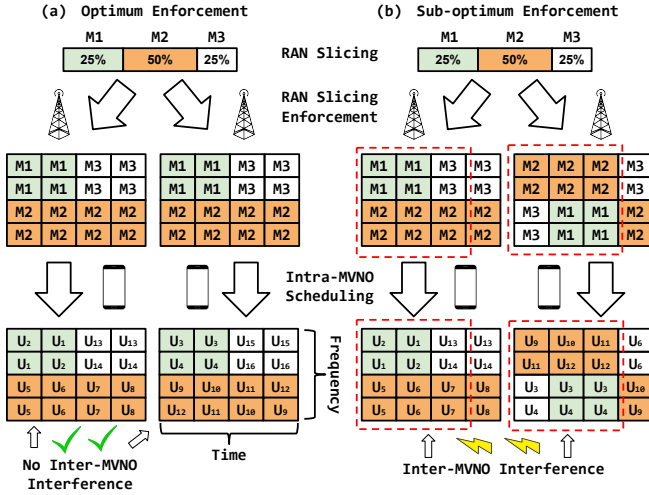 (a) Optimum Enforcement
(b) Sub-optimum Enforcement
M1 M2 M3
25% 50% 25%
RAN Slicing
M1 M2 M3
25% 50% 25%
RAN Slicing
Enforcement
M1 M1 M3 M3
M1 M1 M3 M3
M2 M2 M2 M2
M2 M2 M2 M2
M1 M1 M3 M3
M1 M1 M3 M3
M2 M2 M2 M2
M2 M2 M2 M2
M1 M1 M3 M3
M1 M1 M3 M3
M2 M2 M2 M2
M2 M2 M2 M2
M2 M2 M2 M3
M2 M2 M2 M3
M3 M1 M1 M2
M3 M1 M1 M2
Intra-MVNO
Scheduling
U₂ U₁ U₁₃ U₁₃
U₁ U₂ U₁₄ U₁₄
U₅ U₆ U₇ U₈
U₅ U₆ U₇ U₈
U₃ U₃ U₁₅ U₁₅
U₄ U₄ U₁₆ U₁₆
U₉ U₁₀ U₁₁ U₁₂
U₁₂ U₁₁ U₁₀ U₉
Frequency
Time
U₂ U₁ U₁₃ U₁₃
U₁ U₂ U₁₄ U₁₄
U₅ U₆ U₇ U₈
U₅ U₆ U₇ U₈
U₉ U₁₀ U₁₁ U₆
U₁₁ U₁₂ U₁₂ U₆
U₃ U₃ U₃ U₁₀
U₄ U₄ U₄ U₉
No Inter-MVNO
Interference
Inter-MVNO Interference